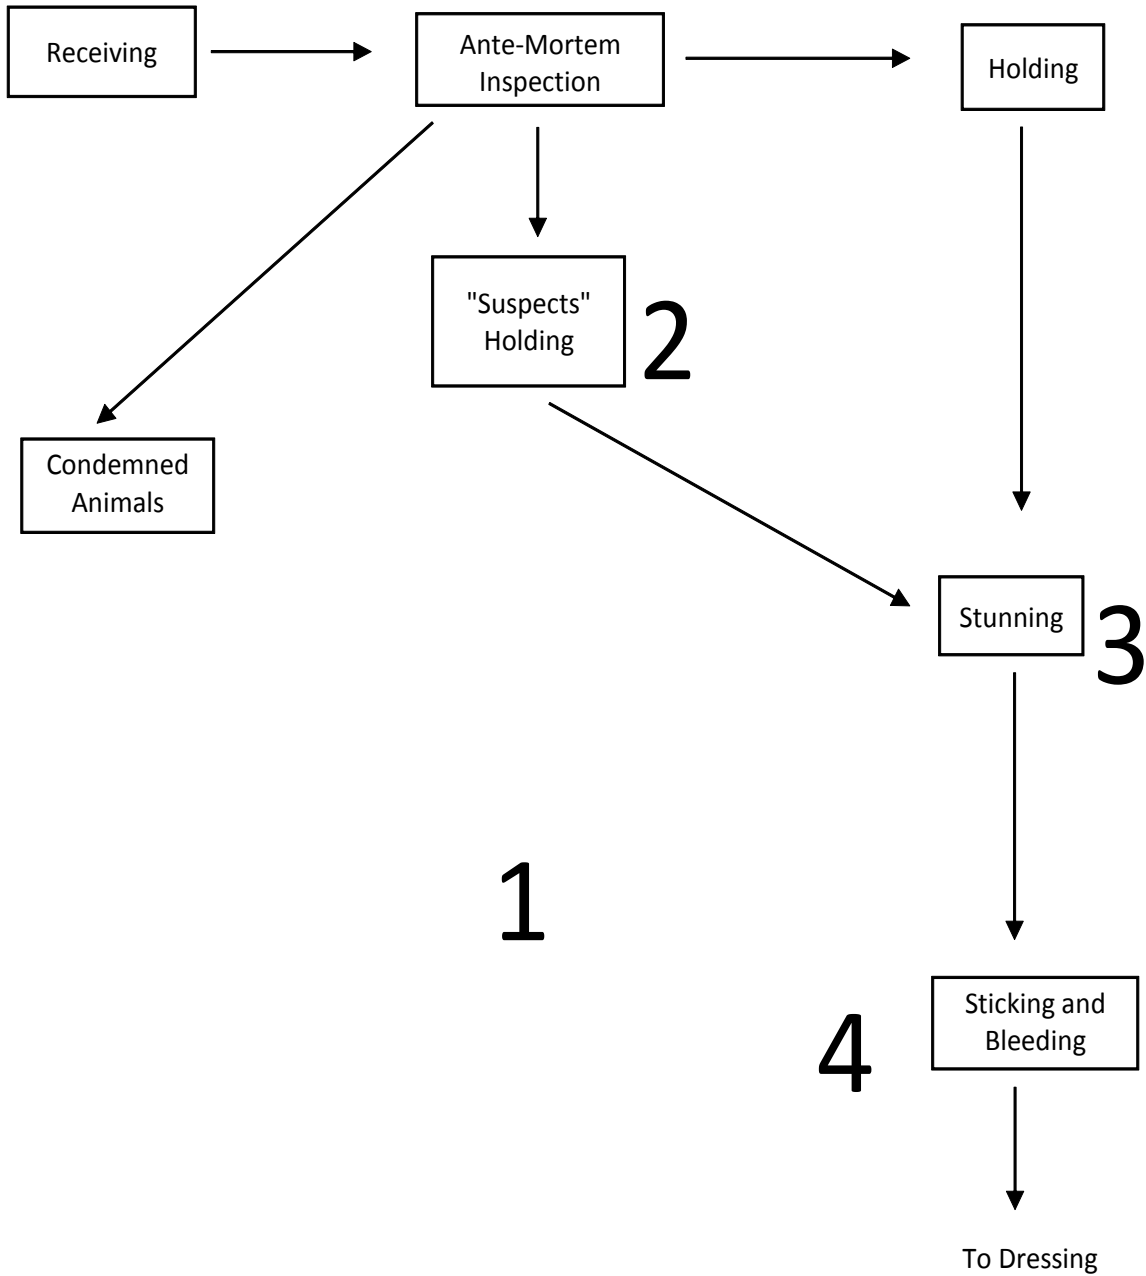 Receiving
Ante-Mortem
Inspection
Holding
"Suspects"
Holding
2
Condemned
Animals
Stunning
3
1
Sticking and
Bleeding
4
To Dressing